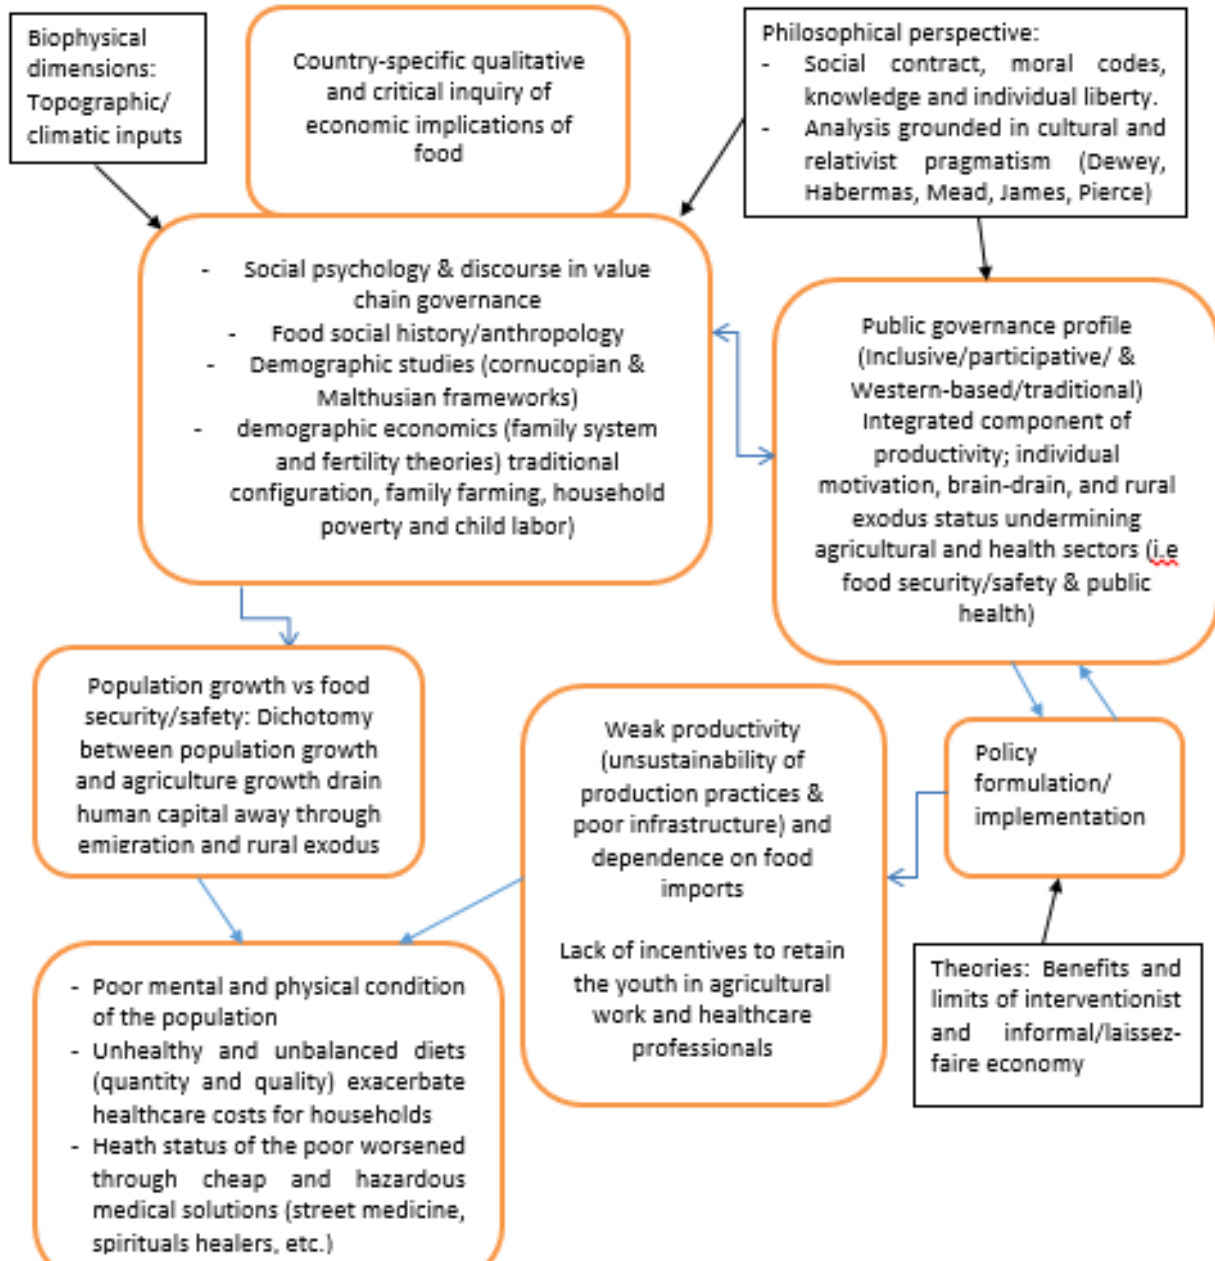 Biophysical
dimensions:
Topographic/
climatic inputs
Country-specific qualitative
and critical inquiry of
economic implications of
food
Philosophical perspective:
- Social contract, moral codes,
knowledge and individual liberty.
- Analysis grounded in cultural and
relativist pragmatism (Dewey,
Habermas, Mead, James, Pierce)
- Social psychology & discourse in value
chain governance
- Food social history/anthropology
- Demographic studies (cornucopian &
Malthusian frameworks)
- demographic economics (family system
and fertility theories) traditional
configuration, family farming, household
poverty and child labor)
Public governance profile
(Inclusive/participative/ &
Western-based/traditional)
Integrated component of
productivity; individual
motivation, brain-drain, and rural
exodus status undermining
agricultural and health sectors (i.e
food security/safety & public
health)
Population growth vs food
security/safety: Dichotomy
between population growth
and agriculture growth drain
human capital away through
emigration and rural exodus
Weak productivity
(unsustainability of
production practices &
poor infrastructure) and
dependence on food
imports
Lack of incentives to retain
the youth in agricultural
work and healthcare
professionals
Policy
formulation/
implementation
Theories: Benefits and
limits of interventionist
and informal/laissez-
faire economy
- Poor mental and physical condition
of the population
- Unhealthy and unbalanced diets
(quantity and quality) exacerbate
healthcare costs for households
- Heath status of the poor worsened
through cheap and hazardous
medical solutions (street medicine,
spirituals healers, etc.)